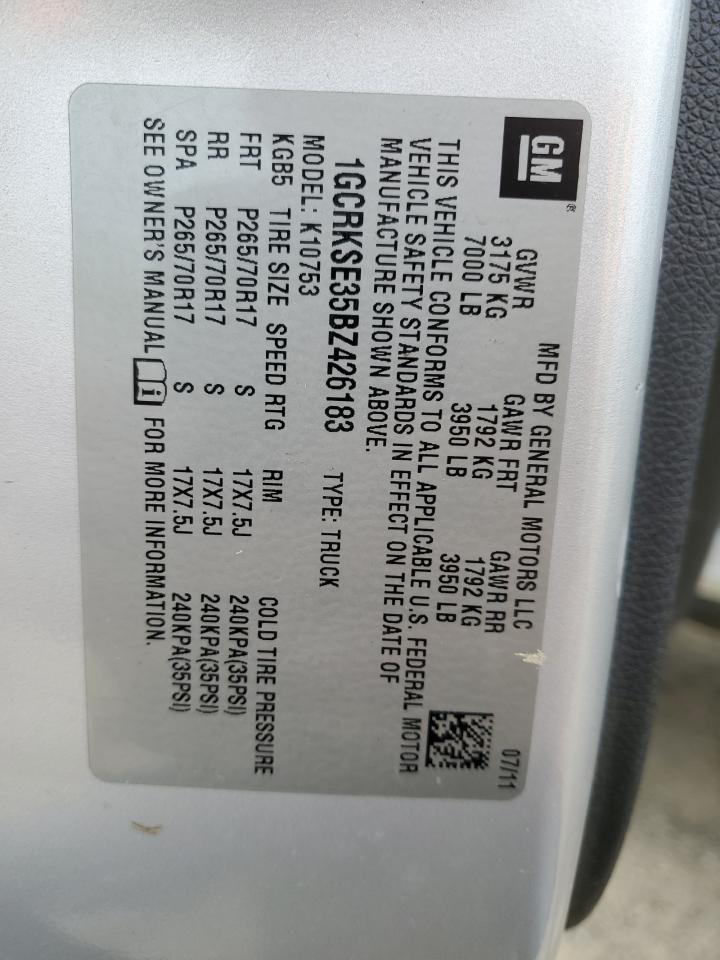 GM®
MFD BY GENERAL MOTORS LLC 07/11
GVWR GAWR FRT GAWR RR
3175 KG 1792 KG 1792 KG
7000 LB 3950 LB 3950 LB
THIS VEHICLE CONFORMS TO ALL APPLICABLE U.S. FEDERAL MOTOR
VEHICLE SAFETY STANDARDS IN EFFECT ON THE DATE OF
MANUFACTURE SHOWN ABOVE.
1GCRKSE35BZ426183 TYPE: TRUCK
MODEL: K10753
KGB5 TIRE SIZE SPEED RTG RIM COLD TIRE PRESSURE
FRT P265/70R17 S 17X7.5J 240KPA(35PSI)
RR P265/70R17 S 17X7.5J 240KPA(35PSI)
SPA P265/70R17 S 17X7.5J 240KPA(35PSI)
SEE OWNER'S MANUAL i FOR MORE INFORMATION.